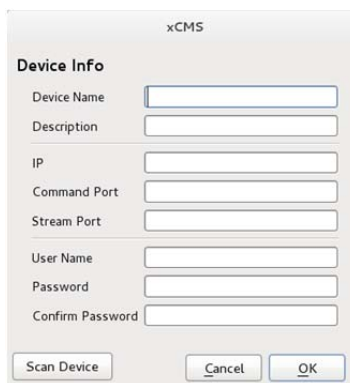 xCMS
Device Info
Device Name
Description
IP
Command Port
Stream Port
User Name
Password
Confirm Password
Scan Device
Cancel
OK